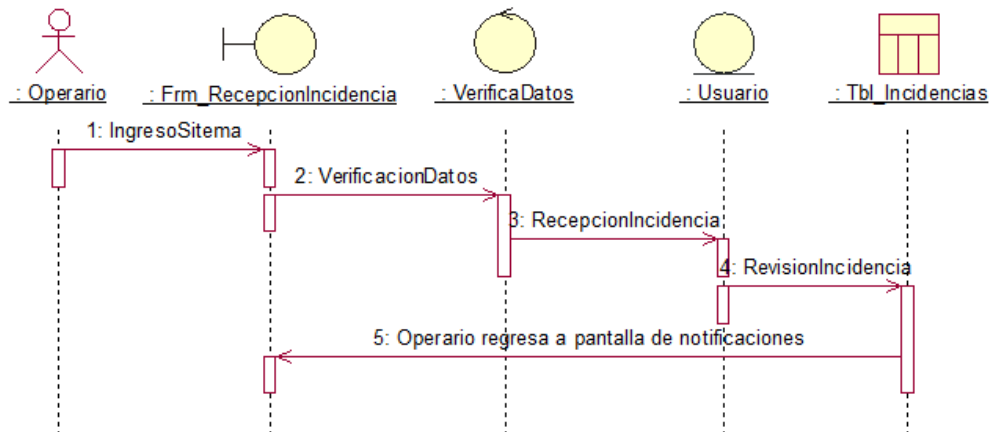 : Operario
: Frm_RecepcionIncidencia
: VerificaDatos
: Usuario
: Tbl_Incidencias
1: IngresoSitema
2: VerificacionDatos
3: RecepcionIncidencia
4: RevisionIncidencia
5: Operario regresa a pantalla de notificaciones